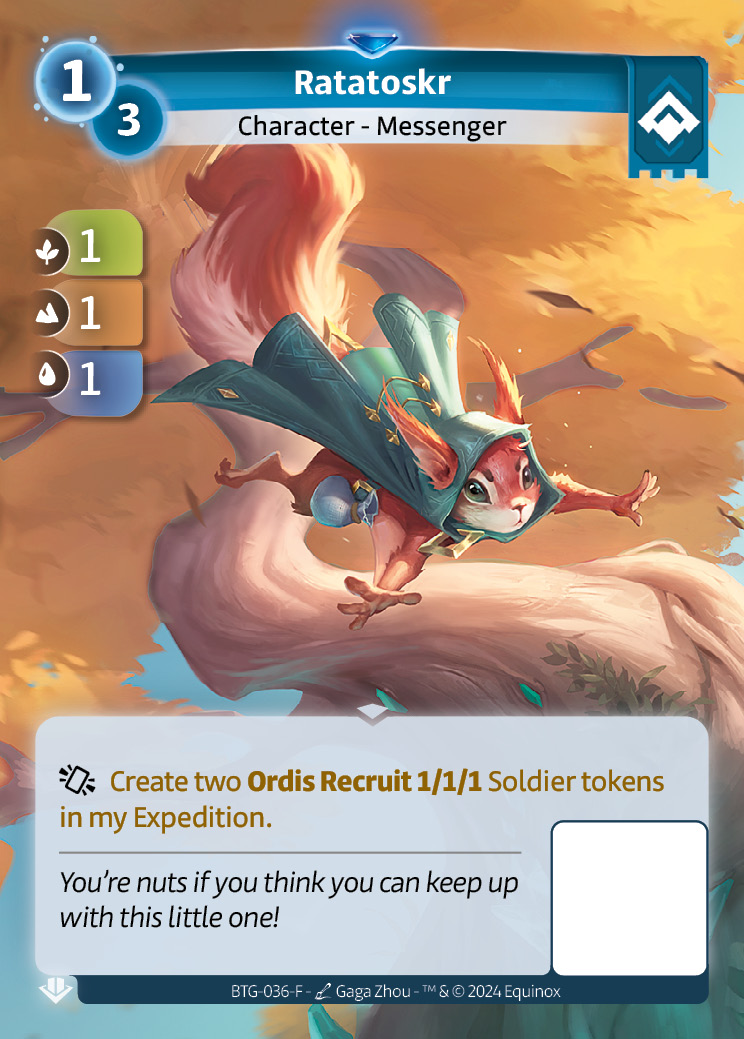 1
3
Ratatoskr
Character - Messenger
1
1
1
Create two Ordis Recruit 1/1/1 Soldier tokens
in my Expedition.
You're nuts if you think you can keep up
with this little one!
BTG-036-F - Gaga Zhou - ™ & © 2024 Equinox